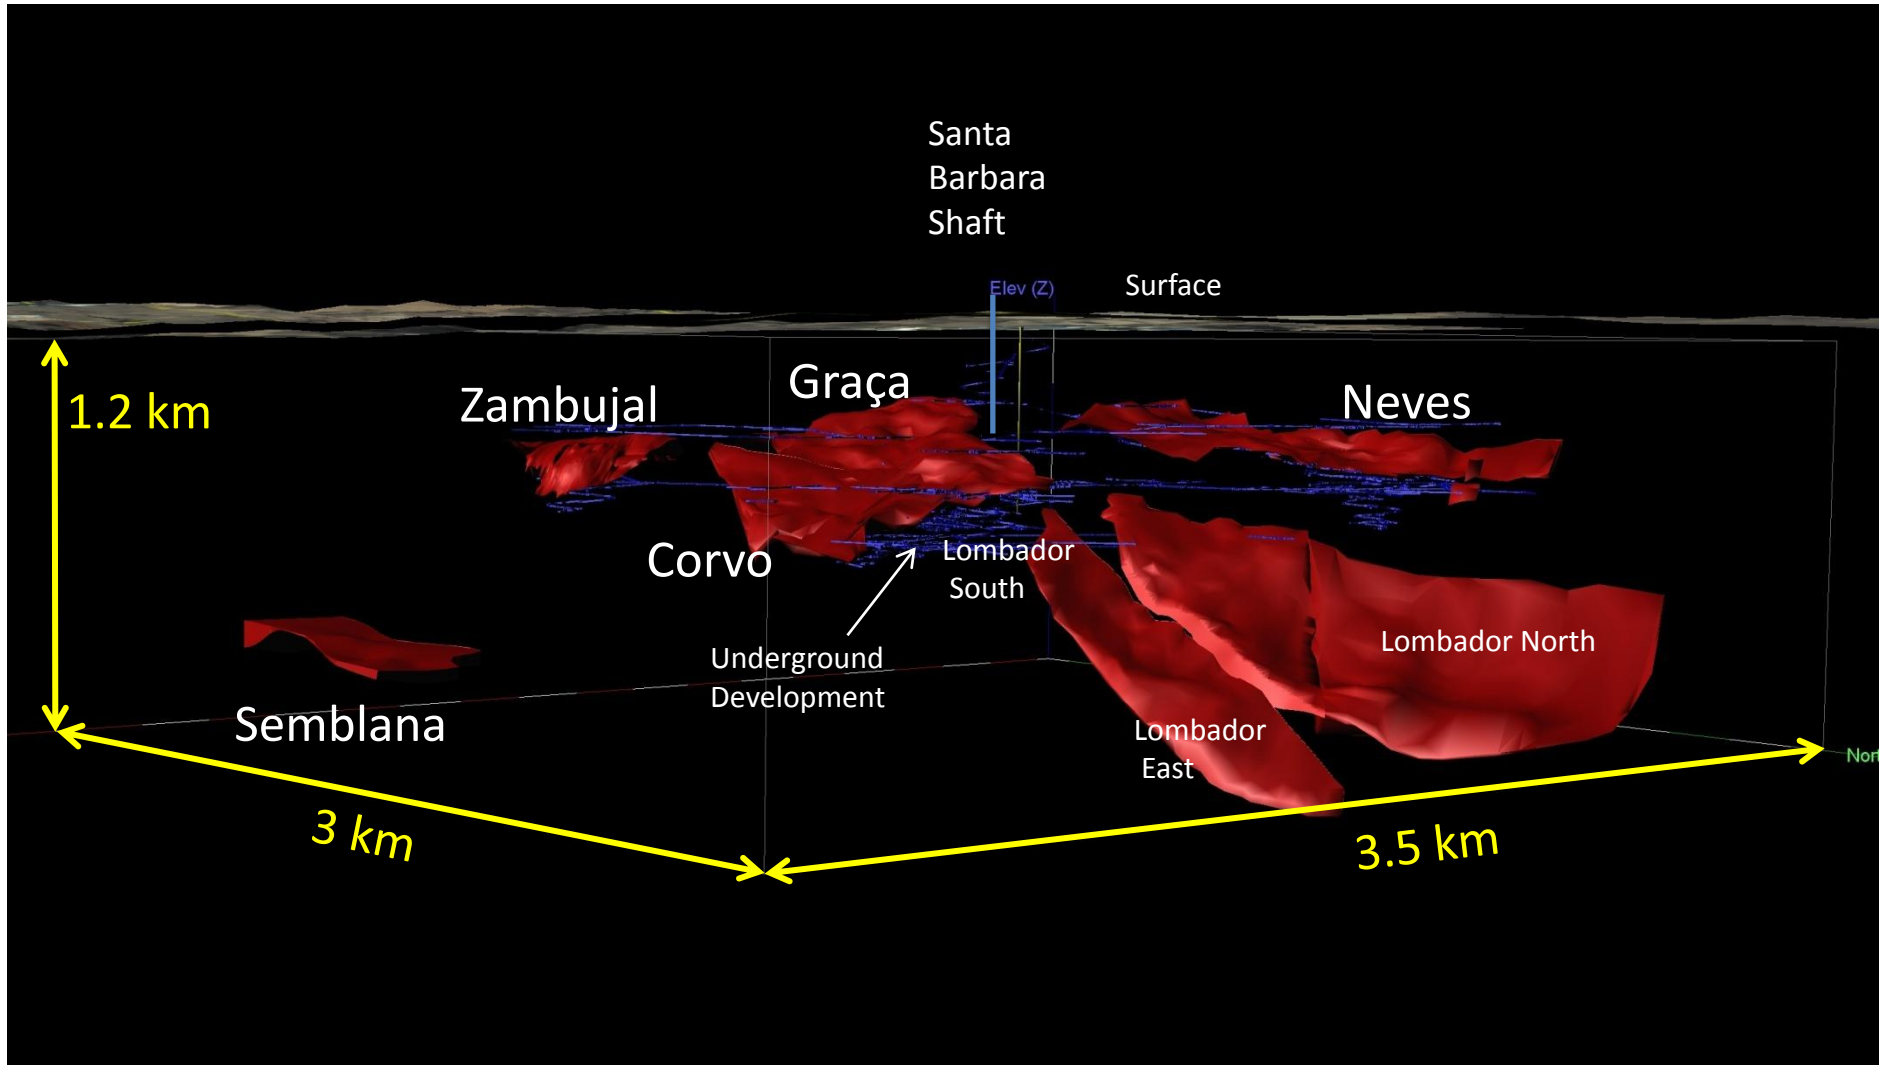 Santa
Barbara
Shaft
Elev (Z)
Surface
1.2 km
Zambujal
Graça
Neves
Corvo
Lombador
South
Lombador North
Underground
Development
Semblana
Lombador
East
Nort
3 km
3.5 km